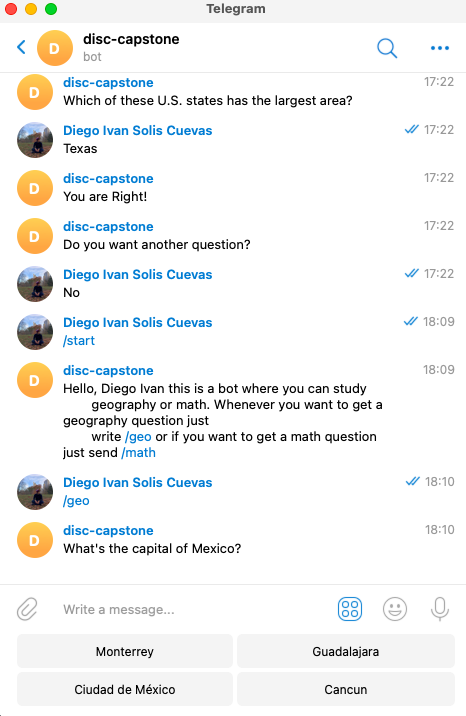 Telegram
D
disc-capstone
bot
disc-capstone 17:22
D
Which of these U.S. states has the largest area?
Diego Ivan Solis Cuevas 17:22
Texas
disc-capstone 17:22
D
You are Right!
disc-capstone 17:22
D
Do you want another question?
Diego Ivan Solis Cuevas 17:22
No
Diego Ivan Solis Cuevas 18:09
/start
disc-capstone 18:09
D
Hello, Diego Ivan this is a bot where you can study
geography or math. Whenever you want to get a
geography question just
write /geo or if you want to get a math question
just send /math
Diego Ivan Solis Cuevas 18:10
/geo
disc-capstone 18:10
D
What's the capital of Mexico?
Write a message...
Monterrey Guadalajara
Ciudad de México Cancun